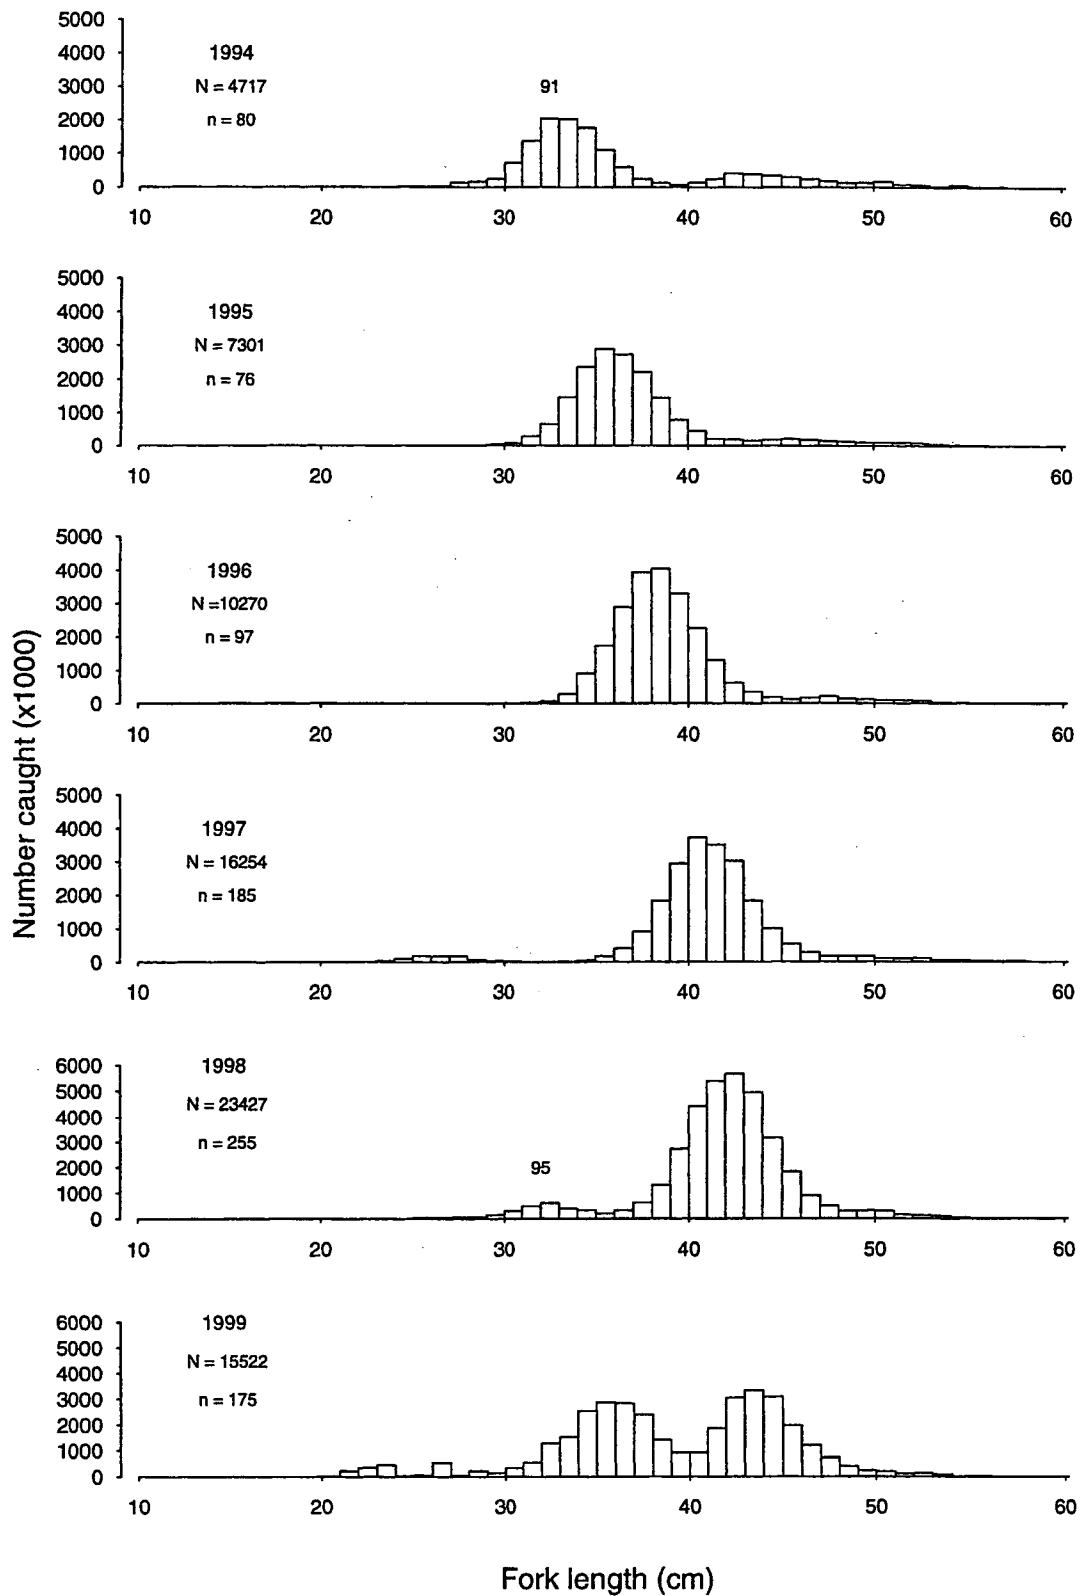 Number caught (x1000)
5000
4000
3000
2000
1000
0
1994
N = 4717
n = 80
91
10 20 30 40 50 60
5000
4000
3000
2000
1000
0
1995
N = 7301
n = 76
10 20 30 40 50 60
5000
4000
3000
2000
1000
0
1996
N =10270
n = 97
10 20 30 40 50 60
5000
4000
3000
2000
1000
0
1997
N = 16254
n = 185
10 20 30 40 50 60
6000
5000
4000
3000
2000
1000
0
1998
N = 23427
n = 255
95
10 20 30 40 50 60
6000
5000
4000
3000
2000
1000
0
1999
N = 15522
n = 175
10 20 30 40 50 60
Fork length (cm)